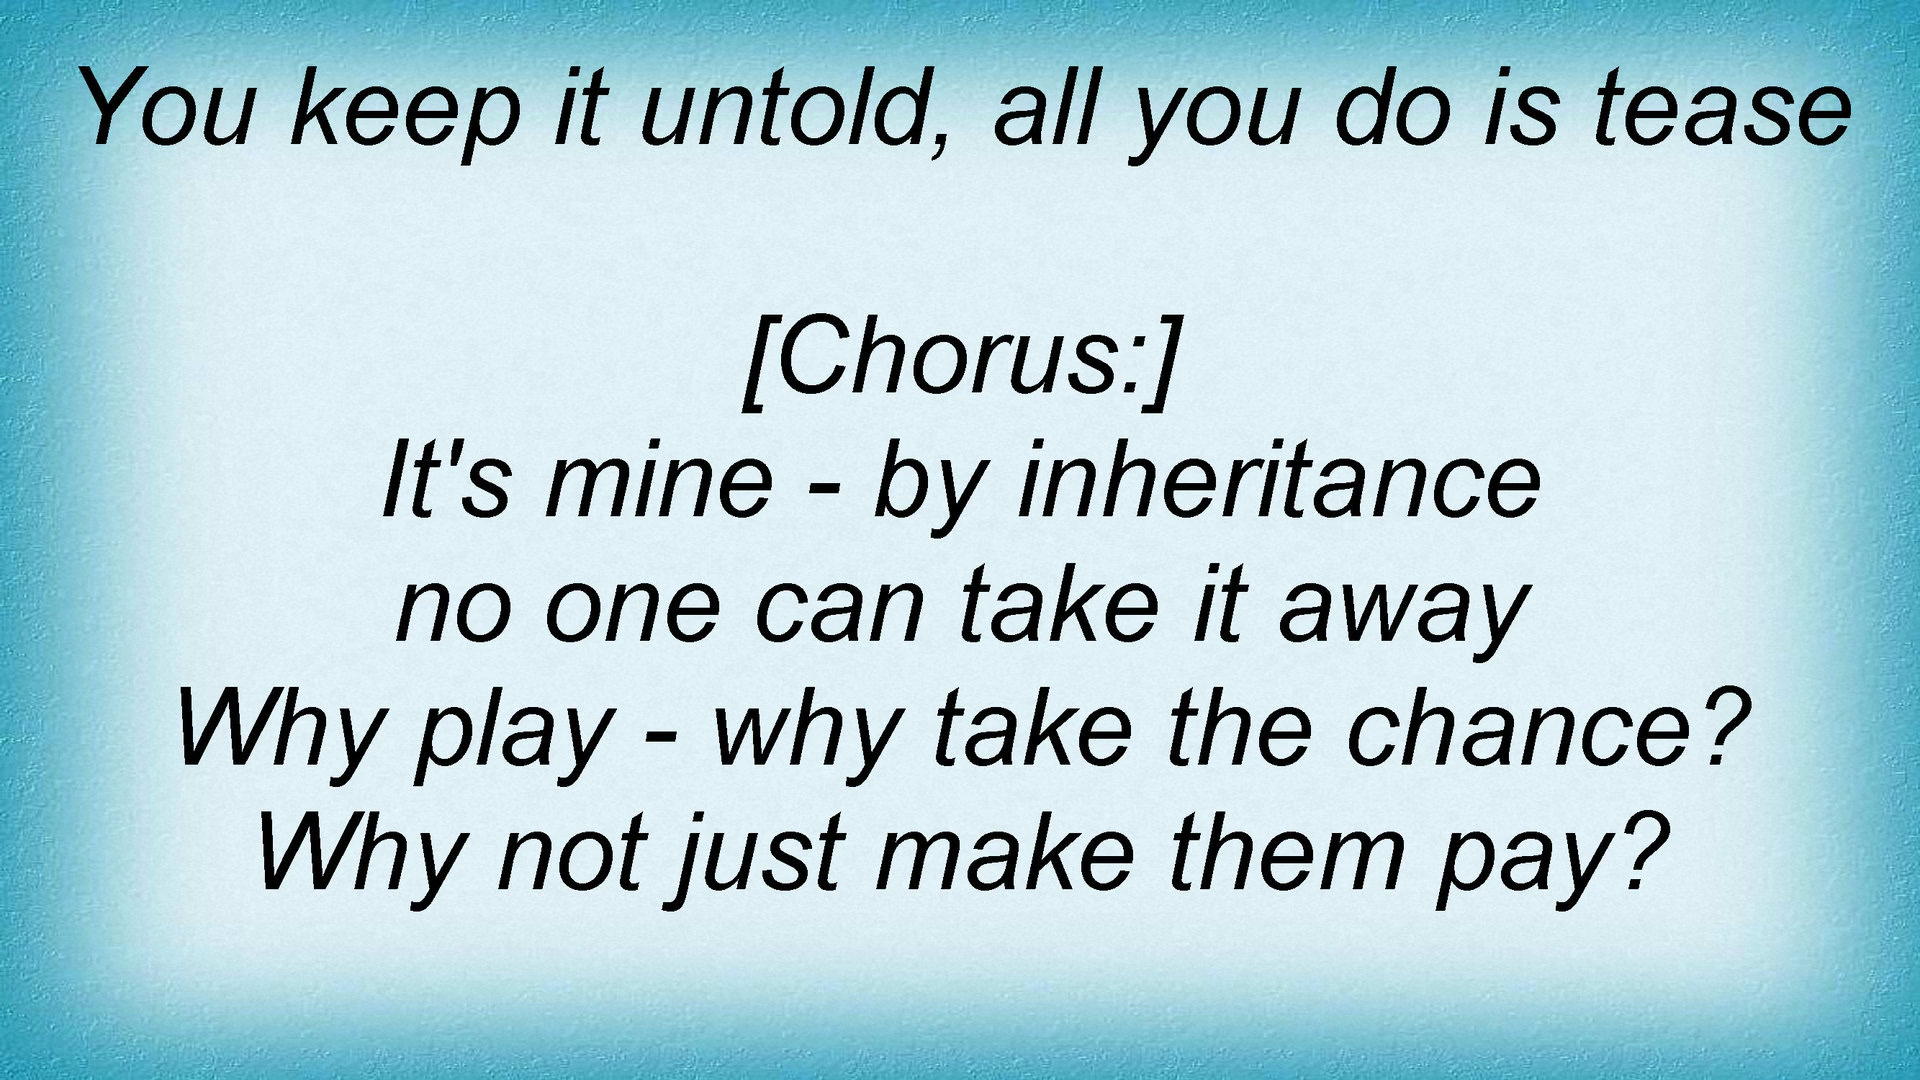 You keep it untold, all you do is tease
[Chorus:]
It's mine - by inheritance
no one can take it away
Why play - why take the chance?
Why not just make them pay?